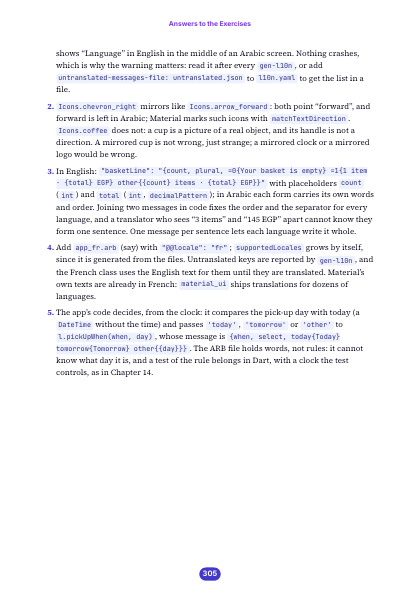 Answers to the Exercises
shows “Language” in English in the middle of an Arabic screen. Nothing crashes,
which is why the warning matters: read it after every gen-l10n, or add
untranslated-messages-file: untranslated.json to l10n.yaml to get the list in a
file.
2. Icons.chevron_right mirrors like Icons.arrow_forward: both point “forward”, and
forward is left in Arabic; Material marks such icons with matchTextDirection.
Icons.coffee does not: a cup is a picture of a real object, and its handle is not a
direction. A mirrored cup is not wrong, just strange; a mirrored clock or a mirrored
logo would be wrong.
3. In English: "basketLine": "{count, plural, =0{Your basket is empty} =1{1 item
· {total} EGP} other{{count} items · {total} EGP}}" with placeholders count
(int) and total (int, decimalPattern); in Arabic each form carries its own words
and order. Joining two messages in code fixes the order and the separator for every
language, and a translator who sees “3 items” and “145 EGP” apart cannot know they
form one sentence. One message per sentence lets each language write it whole.
4. Add app_fr.arb (say) with "@@locale": "fr"; supportedLocales grows by itself,
since it is generated from the files. Untranslated keys are reported by gen-l10n, and
the French class uses the English text for them until they are translated. Material’s
own texts are already in French: material_ui ships translations for dozens of
languages.
5. The app’s code decides, from the clock: it compares the pick-up day with today (a
DateTime without the time) and passes 'today', 'tomorrow' or 'other' to
l.pickUpWhen(when, day), whose message is {when, select, today{Today}
tomorrow{Tomorrow} other{{day}}}. The ARB file holds words, not rules: it cannot
know what day it is, and a test of the rule belongs in Dart, with a clock the test
controls, as in Chapter 14.
305